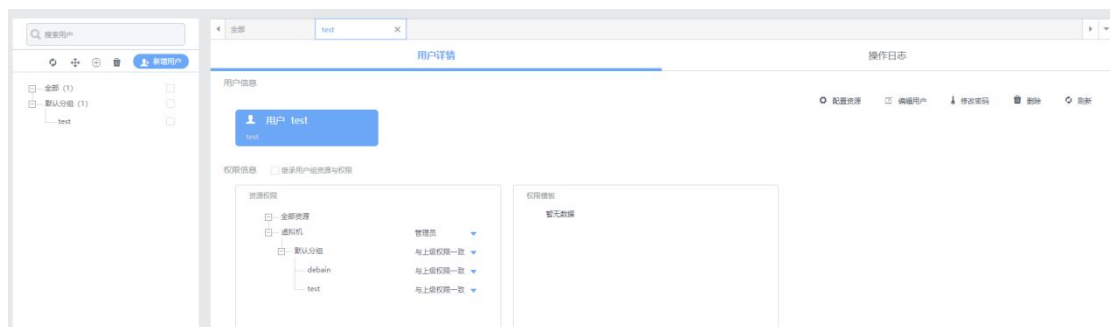 搜索用户
新增用户
全部 (1)
默认分组 (1)
test
全部
test
用户详情
操作日志
用户信息
配置资源
编辑用户
修改密码
删除
刷新
用户 test
test
权限信息
继承用户组资源与权限
资源权限
全部资源
虚拟机
管理员
默认分组
与上级权限一致
debain
与上级权限一致
test
与上级权限一致
权限模板
暂无数据